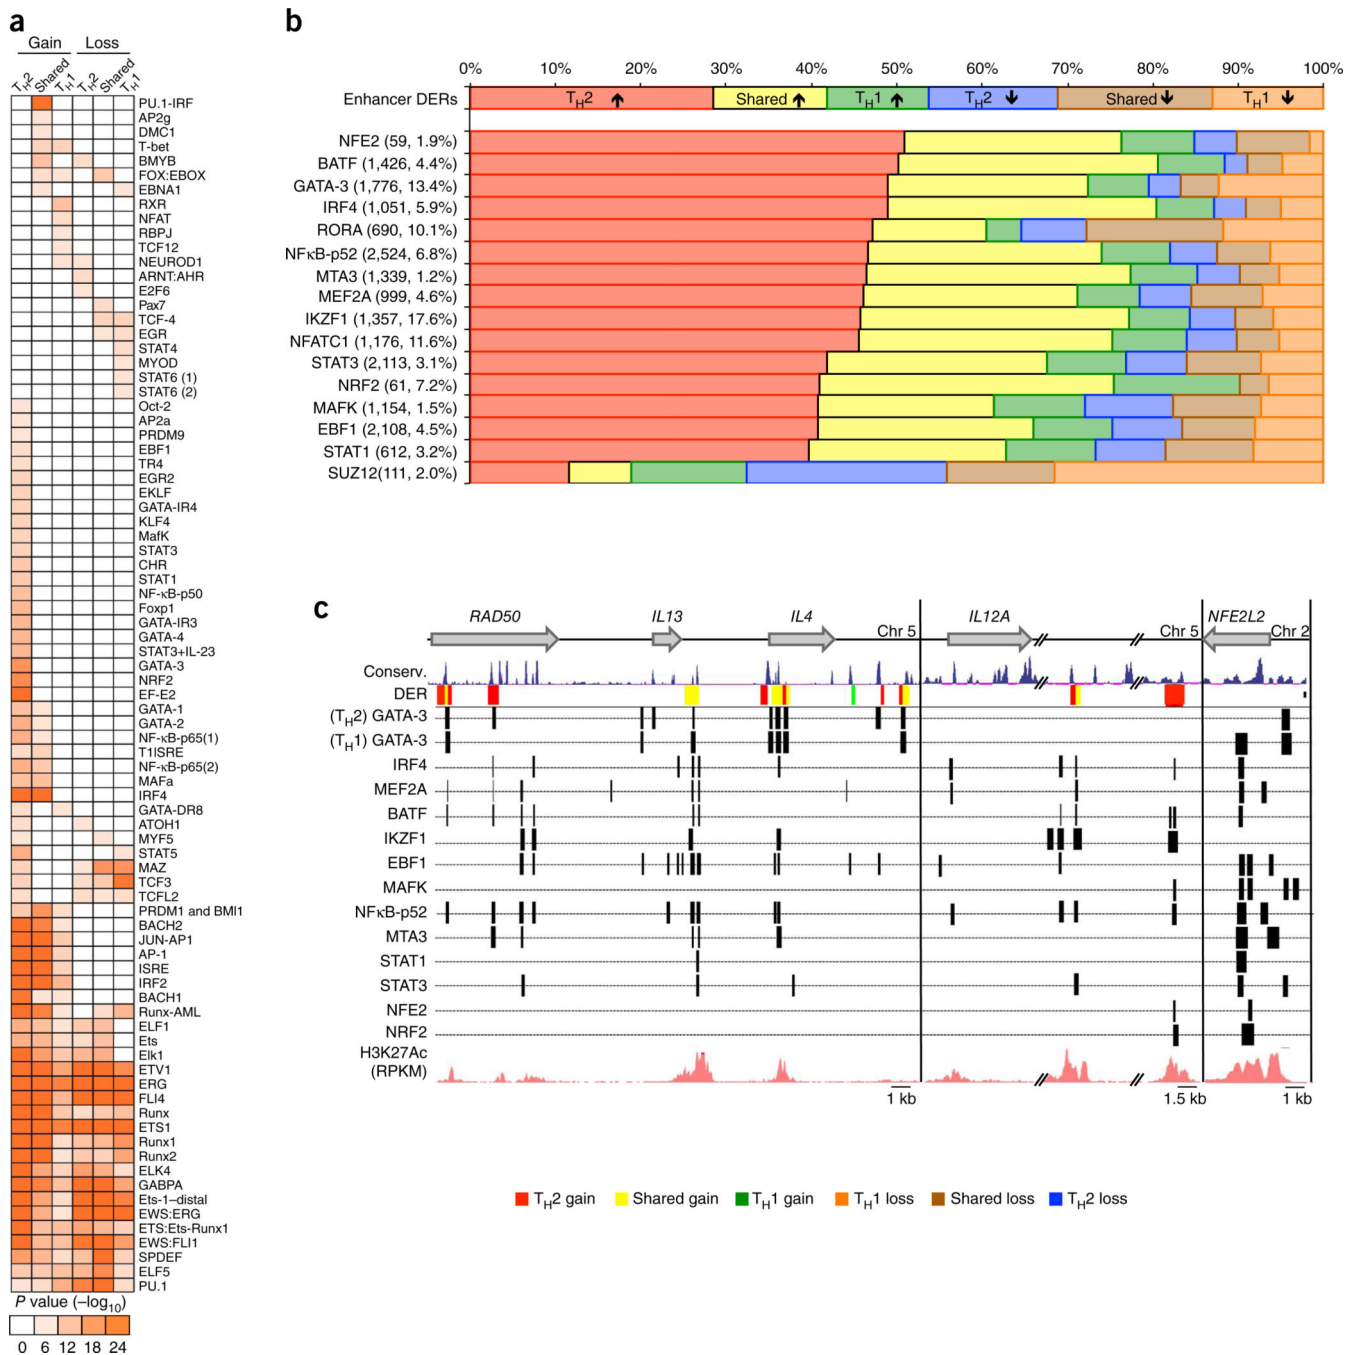 a
Gain Loss
TH2 Shared TH1 TH2 Shared TH1
PU.1-IRF
AP2g
DMC1
T-bet
BMYB
FOX:EBOX
EBNA1
RXR
NFAT
RBPJ
TCF12
NEUROD1
ARNT:AHR
E2F6
Pax7
TCF-4
EGR
STAT4
MYOD
STAT6 (1)
STAT6 (2)
Oct-2
AP2a
PRDM9
EBF1
TR4
EGR2
EKLF
GATA-IR4
KLF4
MafK
STAT3
CHR
STAT1
NF-κB-p50
Foxp1
GATA-IR3
GATA-4
STAT3+IL-23
GATA-3
NRF2
EF-E2
GATA-1
GATA-2
NF-κB-p65(1)
T1ISRE
NF-κB-p65(2)
MAFa
IRF4
GATA-DR8
ATOH1
MYF5
STAT5
MAZ
TCF3
TCFL2
PRDM1 and BMI1
BACH2
JUN-AP1
AP-1
ISRE
IRF2
BACH1
Runx-AML
ELF1
Ets
Elk1
ETV1
ERG
FLI4
Runx
ETS1
Runx1
Runx2
ELK4
GABPA
Ets-1–distal
EWS:ERG
ETS:Ets-Runx1
EWS:FLI1
SPDEF
ELF5
PU.1
P value (–log10)
0 6 12 18 24
b
0% 10% 20% 30% 40% 50% 60% 70% 80% 90% 100%
Enhancer DERs TH2 ↑ Shared ↑ TH1 ↑ TH2 ↓ Shared ↓ TH1 ↓
NFE2 (59, 1.9%)
BATF (1,426, 4.4%)
GATA-3 (1,776, 13.4%)
IRF4 (1,051, 5.9%)
RORA (690, 10.1%)
NFκB-p52 (2,524, 6.8%)
MTA3 (1,339, 1.2%)
MEF2A (999, 4.6%)
IKZF1 (1,357, 17.6%)
NFATC1 (1,176, 11.6%)
STAT3 (2,113, 3.1%)
NRF2 (61, 7.2%)
MAFK (1,154, 1.5%)
EBF1 (2,108, 4.5%)
STAT1 (612, 3.2%)
SUZ12(111, 2.0%)
c
RAD50 IL13 IL4 Chr 5 IL12A Chr 5 NFE2L2 Chr 2
Conserv.
DER
(TH2) GATA-3
(TH1) GATA-3
IRF4
MEF2A
BATF
IKZF1
EBF1
MAFK
NFκB-p52
MTA3
STAT1
STAT3
NFE2
NRF2
H3K27Ac
(RPKM)
1 kb 1.5 kb 1 kb
TH2 gain Shared gain TH1 gain TH1 loss Shared loss TH2 loss